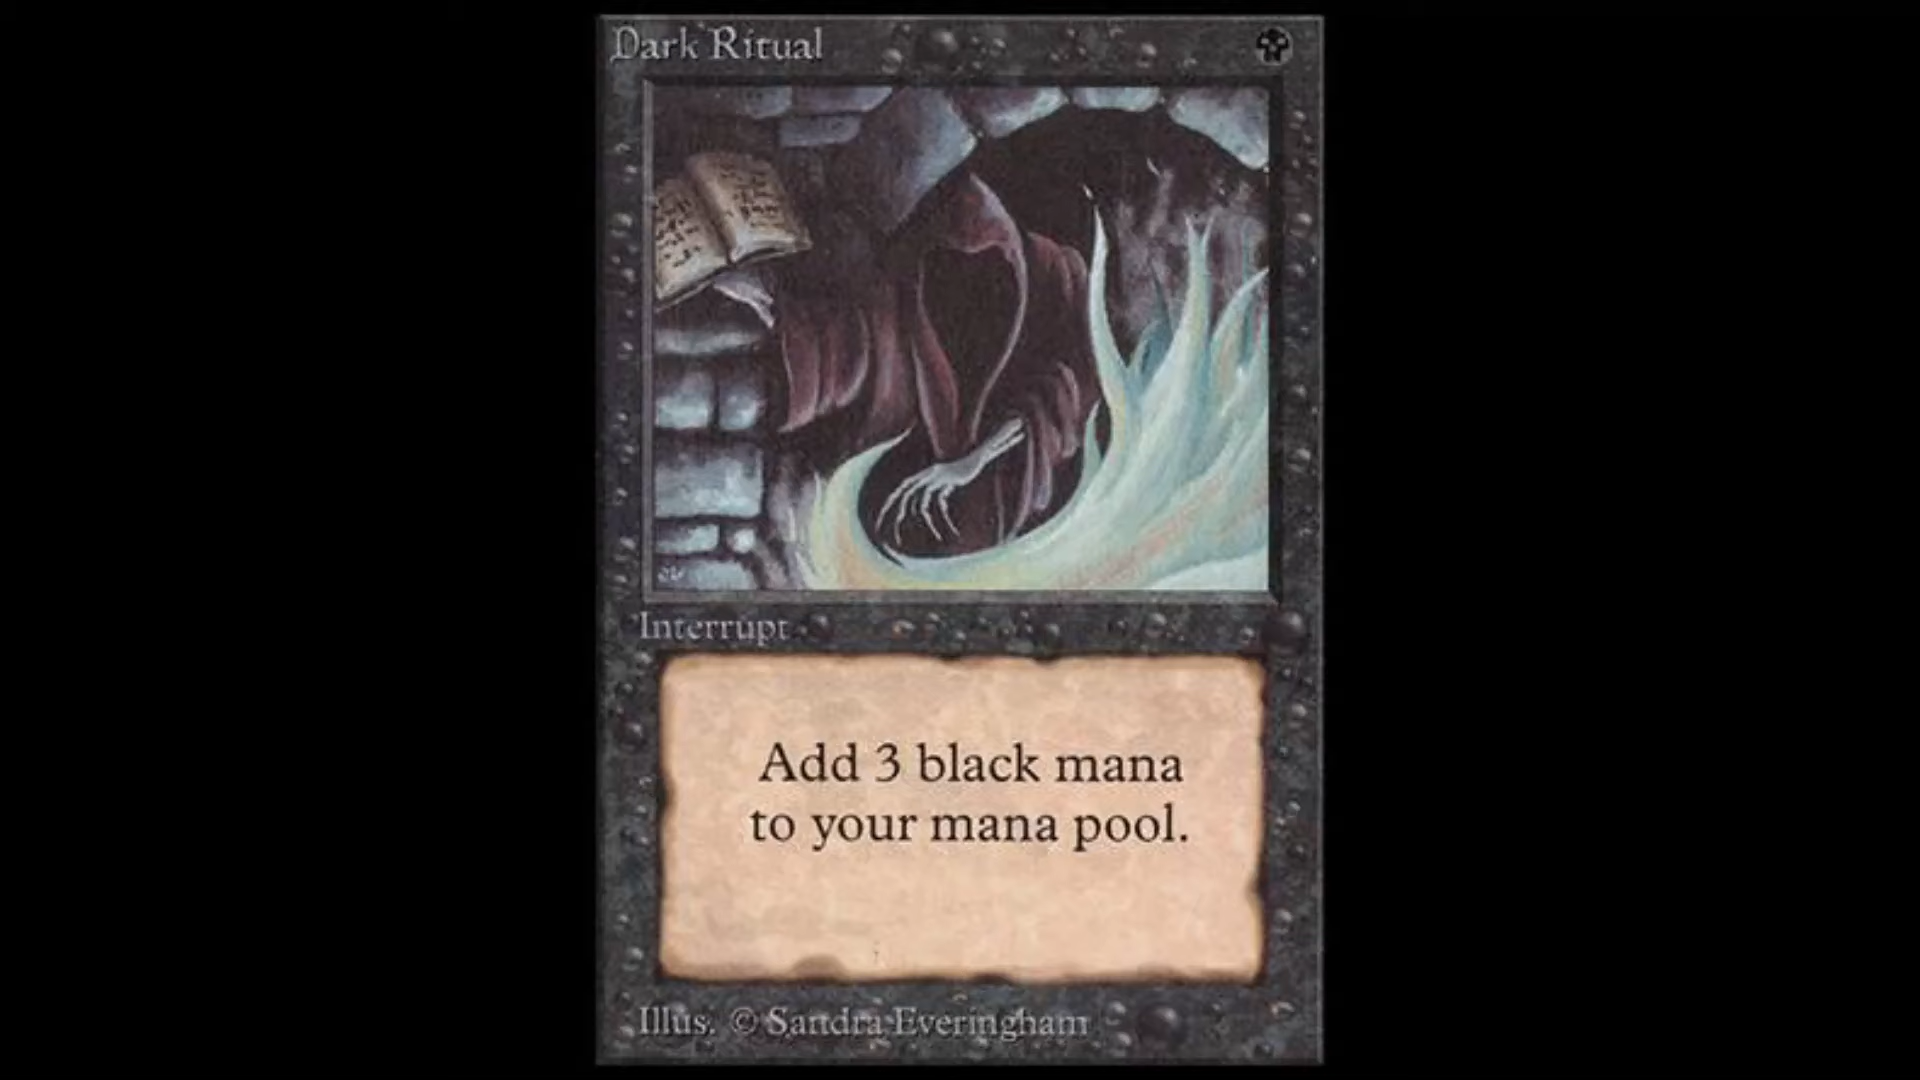 Dark Ritual
Interrupt
Add 3 black mana
to your mana pool.
Illus. © Sandra Everingham